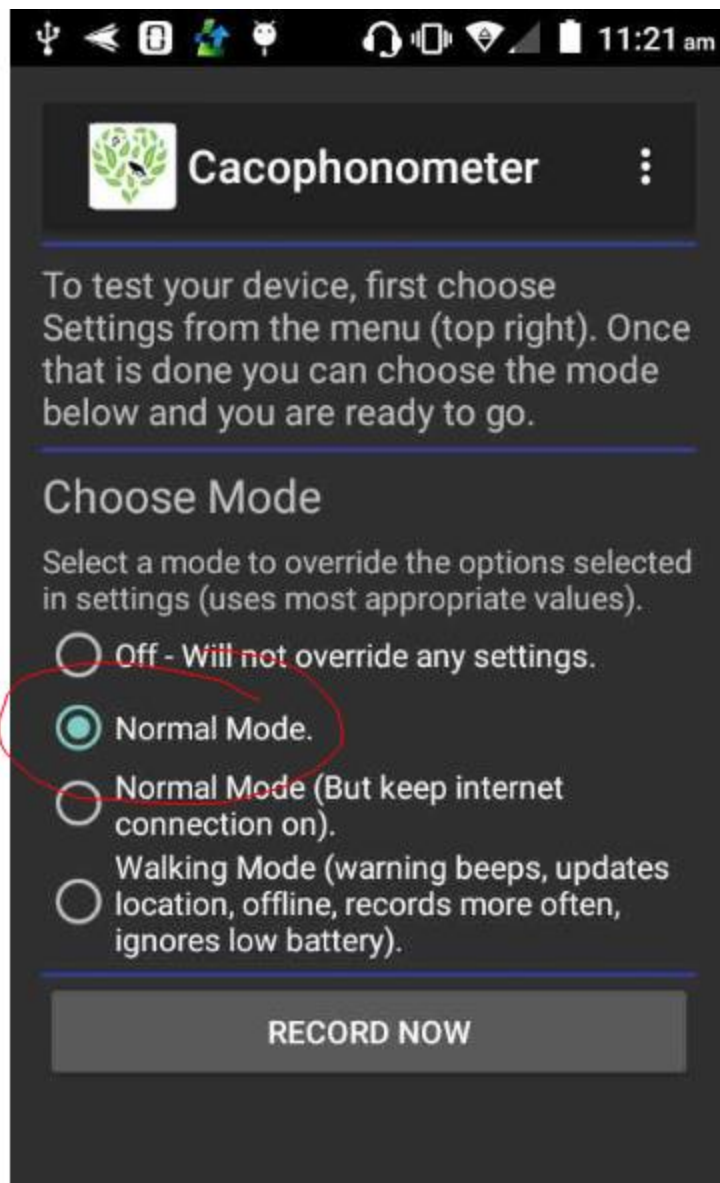 11:21 am
Cacophonometer
To test your device, first choose
Settings from the menu (top right). Once
that is done you can choose the mode
below and you are ready to go.
Choose Mode
Select a mode to override the options selected
in settings (uses most appropriate values).
Off - Will not override any settings.
Normal Mode.
Normal Mode (But keep internet
connection on).
Walking Mode (warning beeps, updates
location, offline, records more often,
ignores low battery).
RECORD NOW